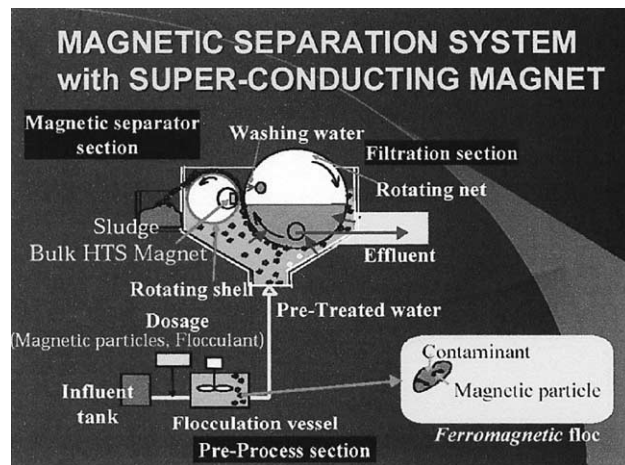 MAGNETIC SEPARATION SYSTEM
with SUPER-CONDUCTING MAGNET
Magnetic separator
section
Washing water
Filtration section
Rotating net
Sludge
Bulk HTS Magnet
Effluent
Rotating shell
Pre-Treated water
Dosage
(Magnetic particles, Flocculant)
Influent
tank
Flocculation vessel
Pre-Process section
Contaminant
Magnetic particle
Ferromagnetic floc